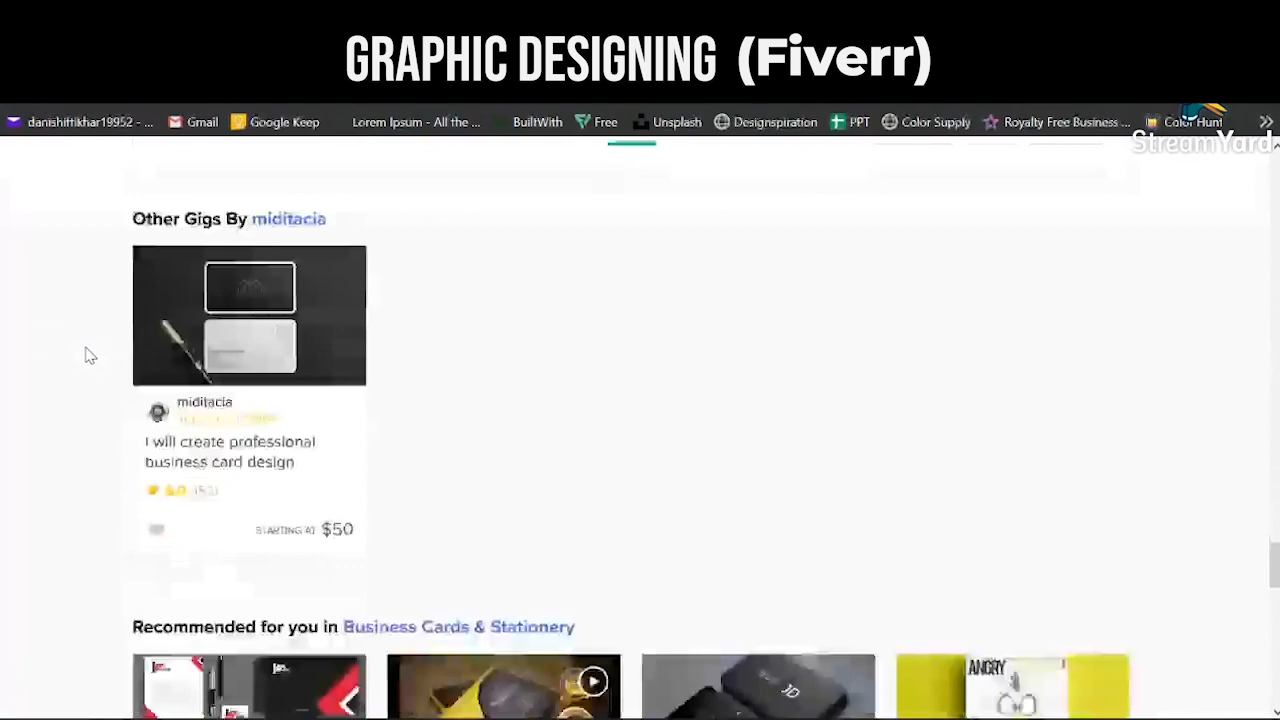 GRAPHIC DESIGNING (Fiverr)
danishiftikhar19952 - ... Gmail Google Keep Lorem Ipsum - All the ... BuiltWith Free Unsplash Designspiration PPT Color Supply Royalty Free Business ... Color Hunt
StreamYard
Other Gigs By miditacia
miditacia
I will create professional
business card design
5.0
STARTING AT $50
Recommended for you in Business Cards & Stationery
ANGRY